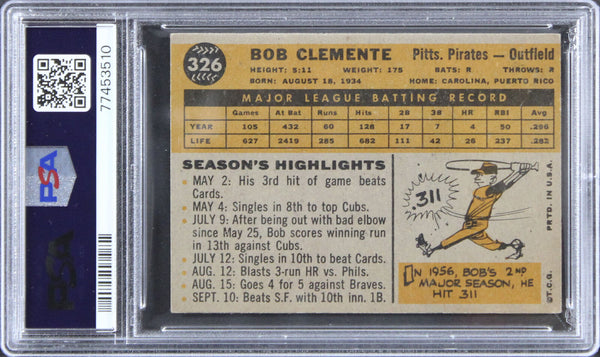 77453510
PSA
PSA
326
BOB CLEMENTE Pitts. Pirates — Outfield
HEIGHT: 5:11 WEIGHT: 175 BATS: R THROWS: R
BORN: AUGUST 18, 1934 HOME: CAROLINA, PUERTO RICO
MAJOR LEAGUE BATTING RECORD
Games At Bat Runs Hits 2B 3B HR RBI Avg.
YEAR 105 432 60 128 17 7 4 50 .296
LIFE 627 2419 285 682 111 42 26 237 .282
SEASON'S HIGHLIGHTS
• MAY 2: His 3rd hit of game beats
Cards.
• MAY 4: Singles in 8th to top Cubs.
• JULY 9: After being out with bad elbow
since May 25, Bob scores winning run
in 13th against Cubs.
• JULY 12: Singles in 10th to beat Cards.
• AUG. 12: Blasts 3-run HR vs. Phils.
• AUG. 15: Goes 4 for 5 against Braves.
• SEPT. 10: Beats S.F. with 10th inn. 1B.
.311
IN 1956, BOB'S 2ND
MAJOR SEASON, HE
HIT 311
©T.C.G. PRTD. IN U.S.A.